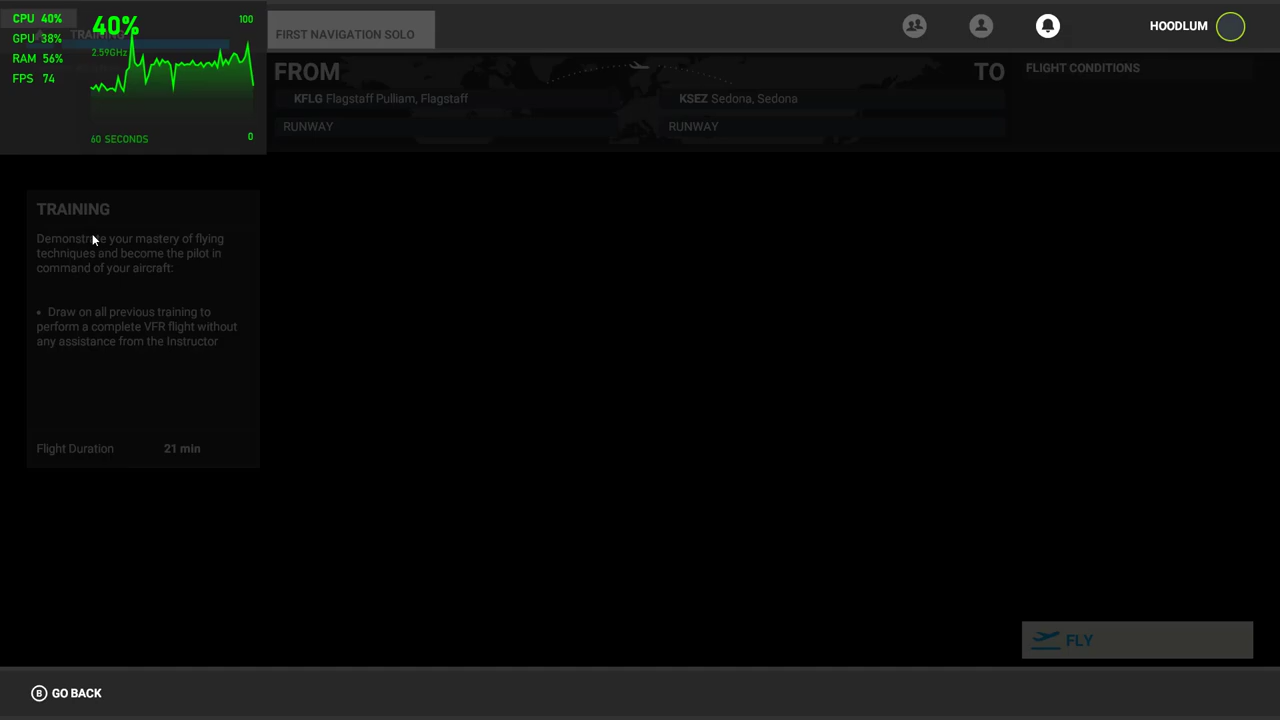 CPU 40%
GPU 38%
RAM 56%
FPS 74
40%
2.59GHz
100
60 SECONDS
0
TRAINING
FIRST NAVIGATION SOLO
HOODLUM
FROM
KFLG Flagstaff Pulliam, Flagstaff
RUNWAY
TO
KSEZ Sedona, Sedona
RUNWAY
FLIGHT CONDITIONS
TRAINING
Demonstrate your mastery of flying
techniques and become the pilot in
command of your aircraft:
• Draw on all previous training to
perform a complete VFR flight without
any assistance from the Instructor
Flight Duration 21 min
FLY
B GO BACK